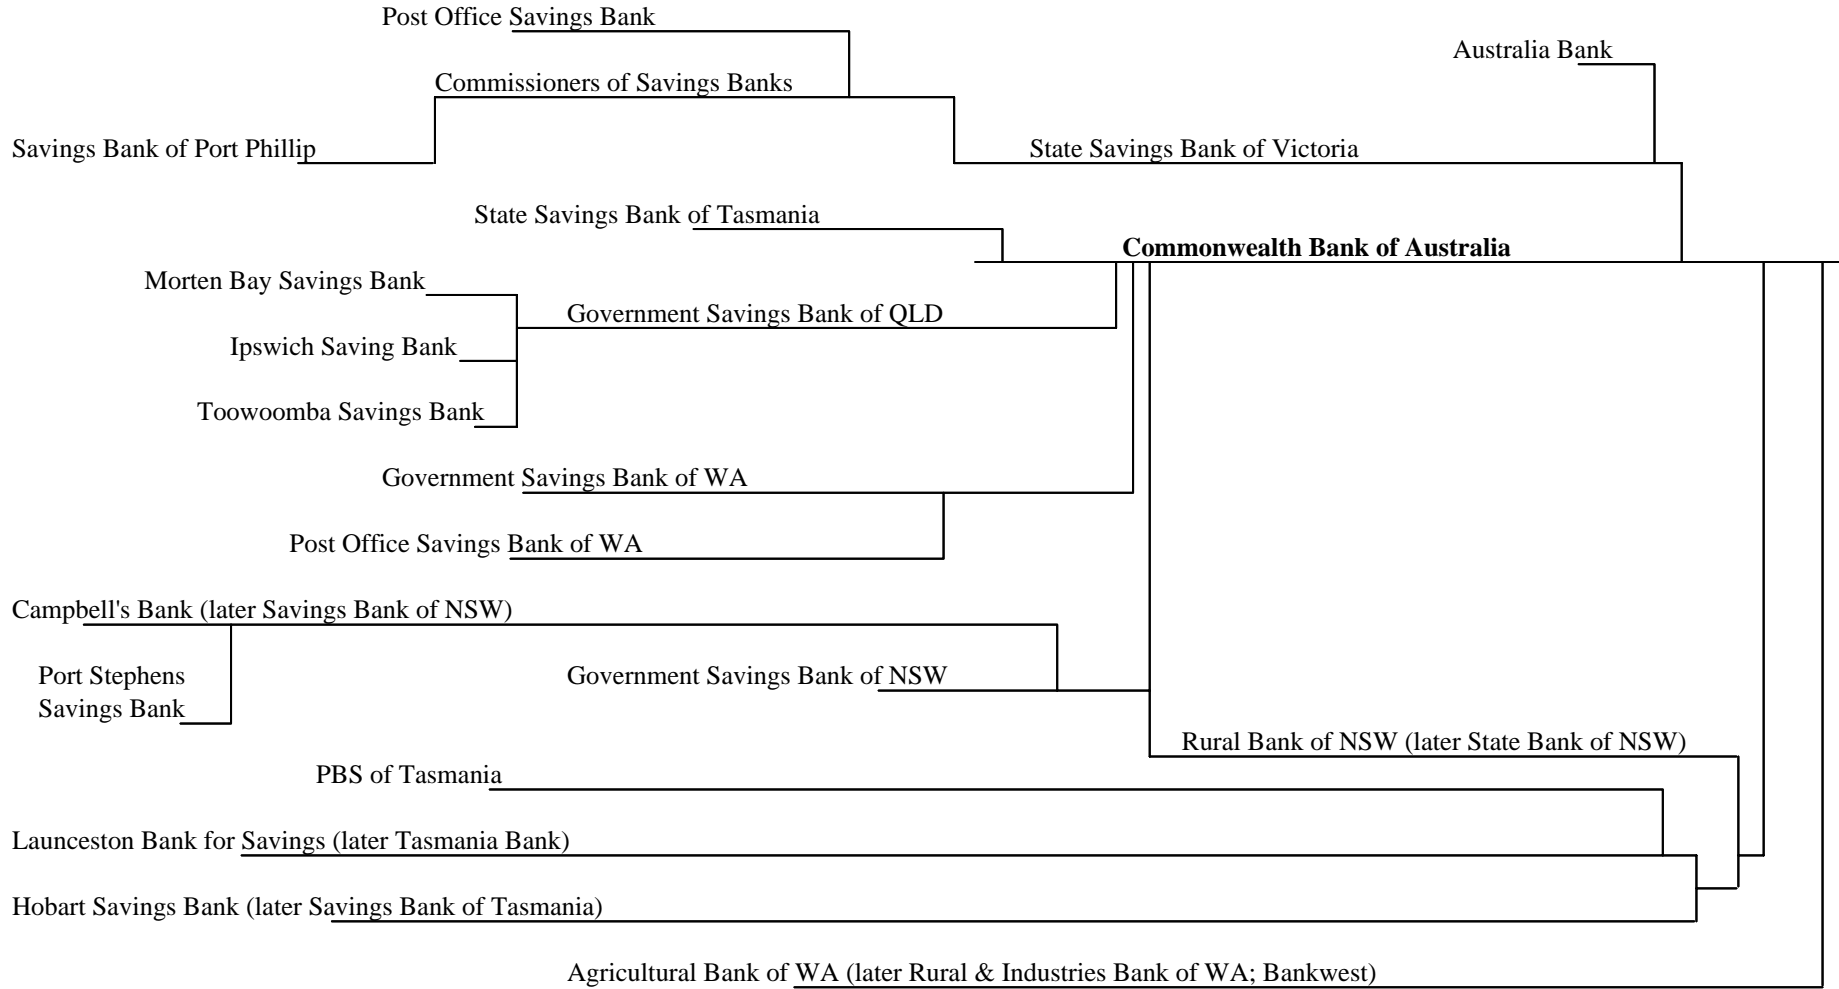 Post Office Savings Bank
Australia Bank
Commissioners of Savings Banks
Savings Bank of Port Phillip
State Savings Bank of Victoria
State Savings Bank of Tasmania
Commonwealth Bank of Australia
Morten Bay Savings Bank
Government Savings Bank of QLD
Ipswich Saving Bank
Toowoomba Savings Bank
Government Savings Bank of WA
Post Office Savings Bank of WA
Campbell's Bank (later Savings Bank of NSW)
Port Stephens
Savings Bank
Government Savings Bank of NSW
Rural Bank of NSW (later State Bank of NSW)
PBS of Tasmania
Launceston Bank for Savings (later Tasmania Bank)
Hobart Savings Bank (later Savings Bank of Tasmania)
Agricultural Bank of WA (later Rural & Industries Bank of WA; Bankwest)